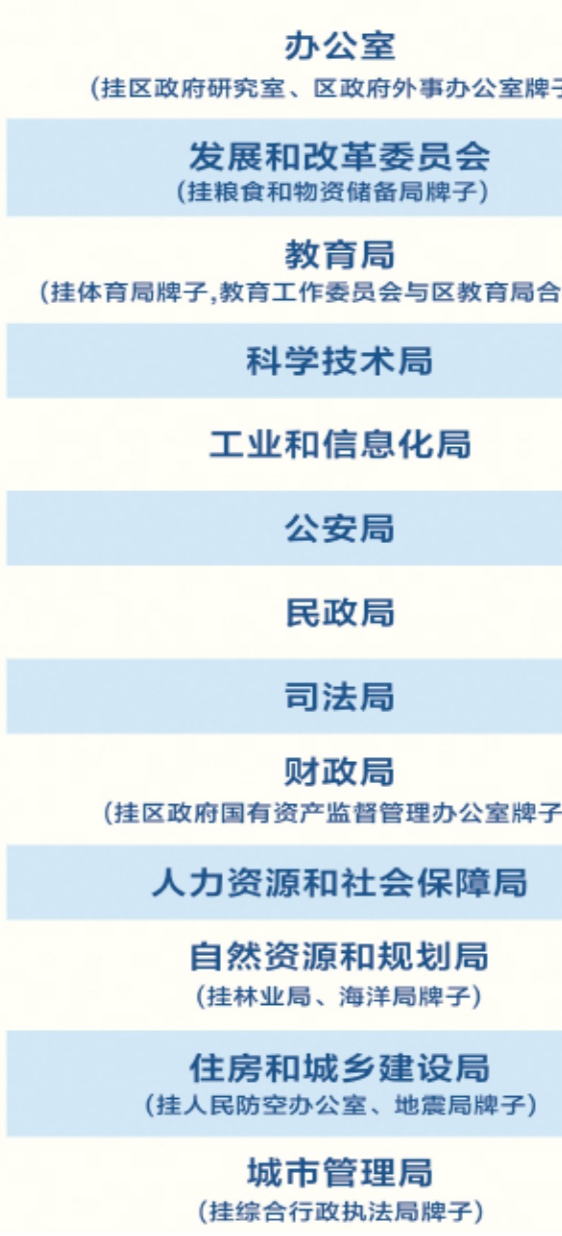 办公室
(挂区政府研究室、区政府外事办公室牌子
发展和改革委员会
(挂粮食和物资储备局牌子)
教育局
(挂体育局牌子,教育工作委员会与区教育局合
科学技术局
工业和信息化局
公安局
民政局
司法局
财政局
(挂区政府国有资产监督管理办公室牌子
人力资源和社会保障局
自然资源和规划局
(挂林业局、海洋局牌子)
住房和城乡建设局
(挂人民防空办公室、地震局牌子)
城市管理局
(挂综合行政执法局牌子)